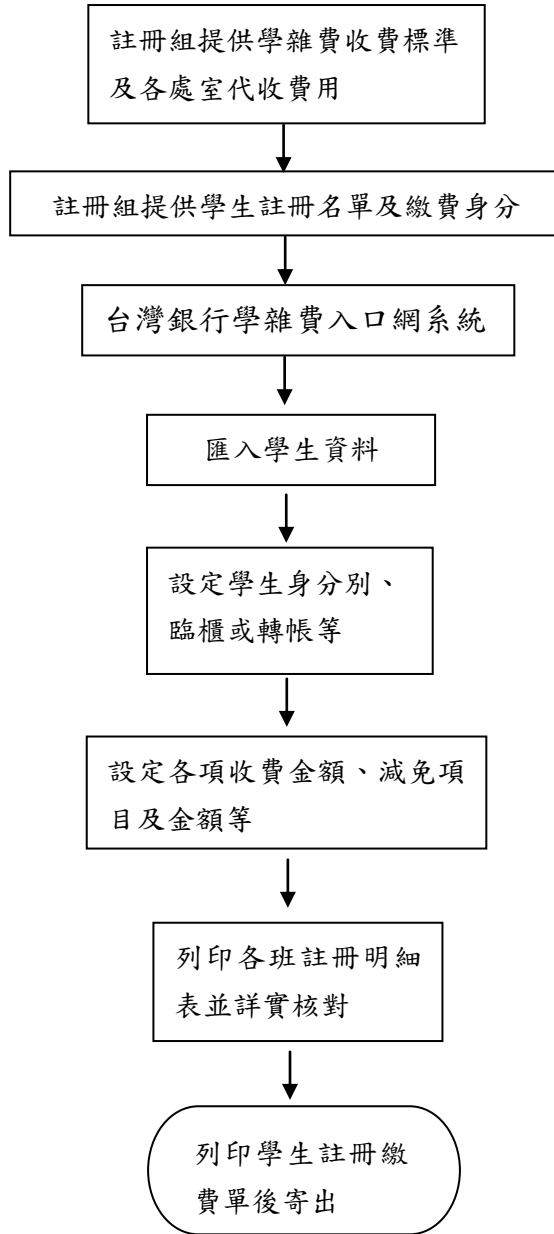 註冊組提供學雜費收費標準
及各處室代收費用
註冊組提供學生註冊名單及繳費身分
台灣銀行學雜費入口網系統
匯入學生資料
設定學生身分別、
臨櫃或轉帳等
設定各項收費金額、減免項
目及金額等
列印各班註冊明細
表並詳實核對
列印學生註冊繳
費單後寄出